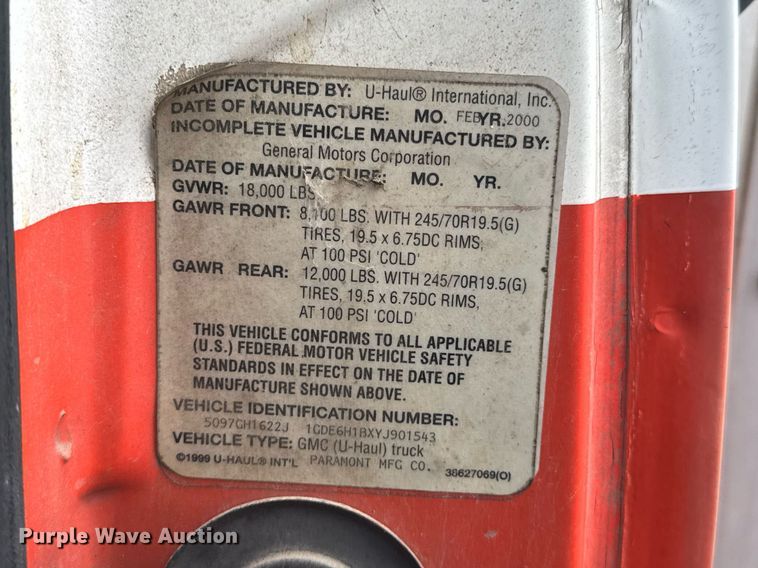 MANUFACTURED BY: U-Haul® International, Inc.
DATE OF MANUFACTURE: MO. FEB YR. 2000
INCOMPLETE VEHICLE MANUFACTURED BY:
General Motors Corporation
DATE OF MANUFACTURE: MO. YR.
GVWR: 18,000 LBS
GAWR FRONT: 8,100 LBS. WITH 245/70R19.5(G)
TIRES, 19.5 x 6.75DC RIMS,
AT 100 PSI 'COLD'
GAWR REAR: 12,000 LBS. WITH 245/70R19.5(G)
TIRES, 19.5 x 6.75DC RIMS,
AT 100 PSI 'COLD'
THIS VEHICLE CONFORMS TO ALL APPLICABLE
(U.S.) FEDERAL MOTOR VEHICLE SAFETY
STANDARDS IN EFFECT ON THE DATE OF
MANUFACTURE SHOWN ABOVE.
VEHICLE IDENTIFICATION NUMBER:
5097GH1622J 1GDE6H1BXYJ901543
VEHICLE TYPE: GMC (U-Haul) truck
©1999 U-HAUL® INT'L PARAMONT MFG CO. 38627069(O)
Purple Wave Auction